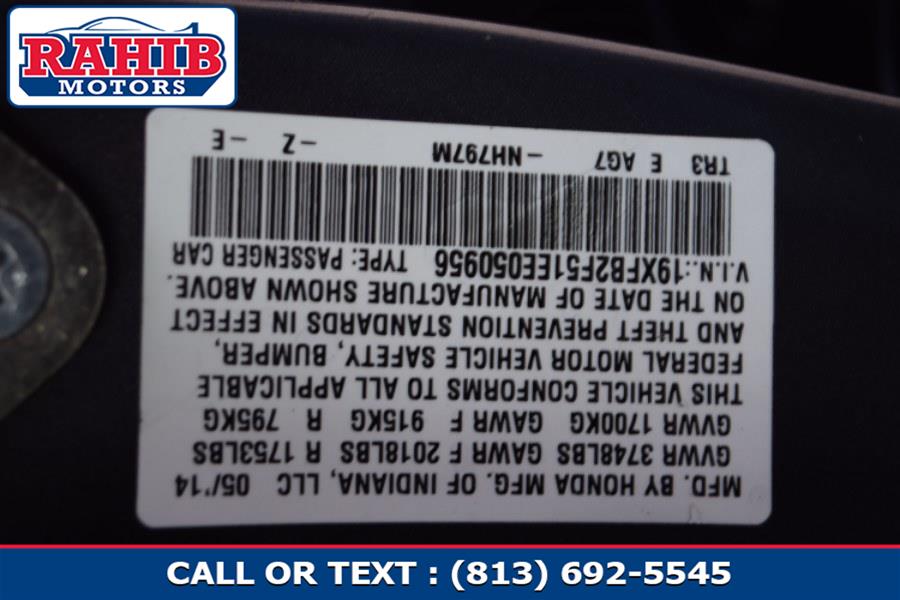 RAHIB
MOTORS
MFD. BY HONDA MFG. OF INDIANA, LLC 05/'14
GVWR 3748LBS GAWR F 2018LBS R 1753LBS
GVWR 1700KG GAWR F 915KG R 795KG
THIS VEHICLE CONFORMS TO ALL APPLICABLE
FEDERAL MOTOR VEHICLE SAFETY, BUMPER,
AND THEFT PREVENTION STANDARDS IN EFFECT
ON THE DATE OF MANUFACTURE SHOWN ABOVE.
V.I.N.:19XFB2F51EE050956 TYPE: PASSENGER CAR
TR3 E AG7 -NH797M -Z -E
CALL OR TEXT : (813) 692-5545